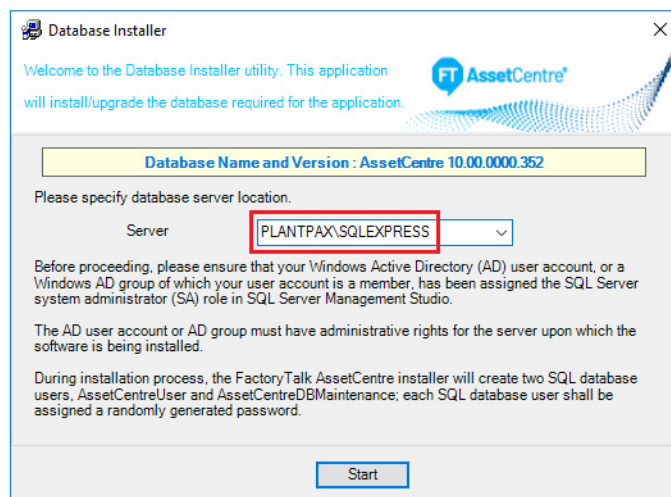 Database Installer
Welcome to the Database Installer utility. This application
will install/upgrade the database required for the application.
FT AssetCentre®
Database Name and Version : AssetCentre 10.00.0000.352
Please specify database server location.
Server PLANTPAX\SQLEXPRESS
Before proceeding, please ensure that your Windows Active Directory (AD) user account, or a
Windows AD group of which your user account is a member, has been assigned the SQL Server
system administrator (SA) role in SQL Server Management Studio.
The AD user account or AD group must have administrative rights for the server upon which the
software is being installed.
During installation process, the FactoryTalk AssetCentre installer will create two SQL database
users, AssetCentreUser and AssetCentreDBMaintenance; each SQL database user shall be
assigned a randomly generated password.
Start